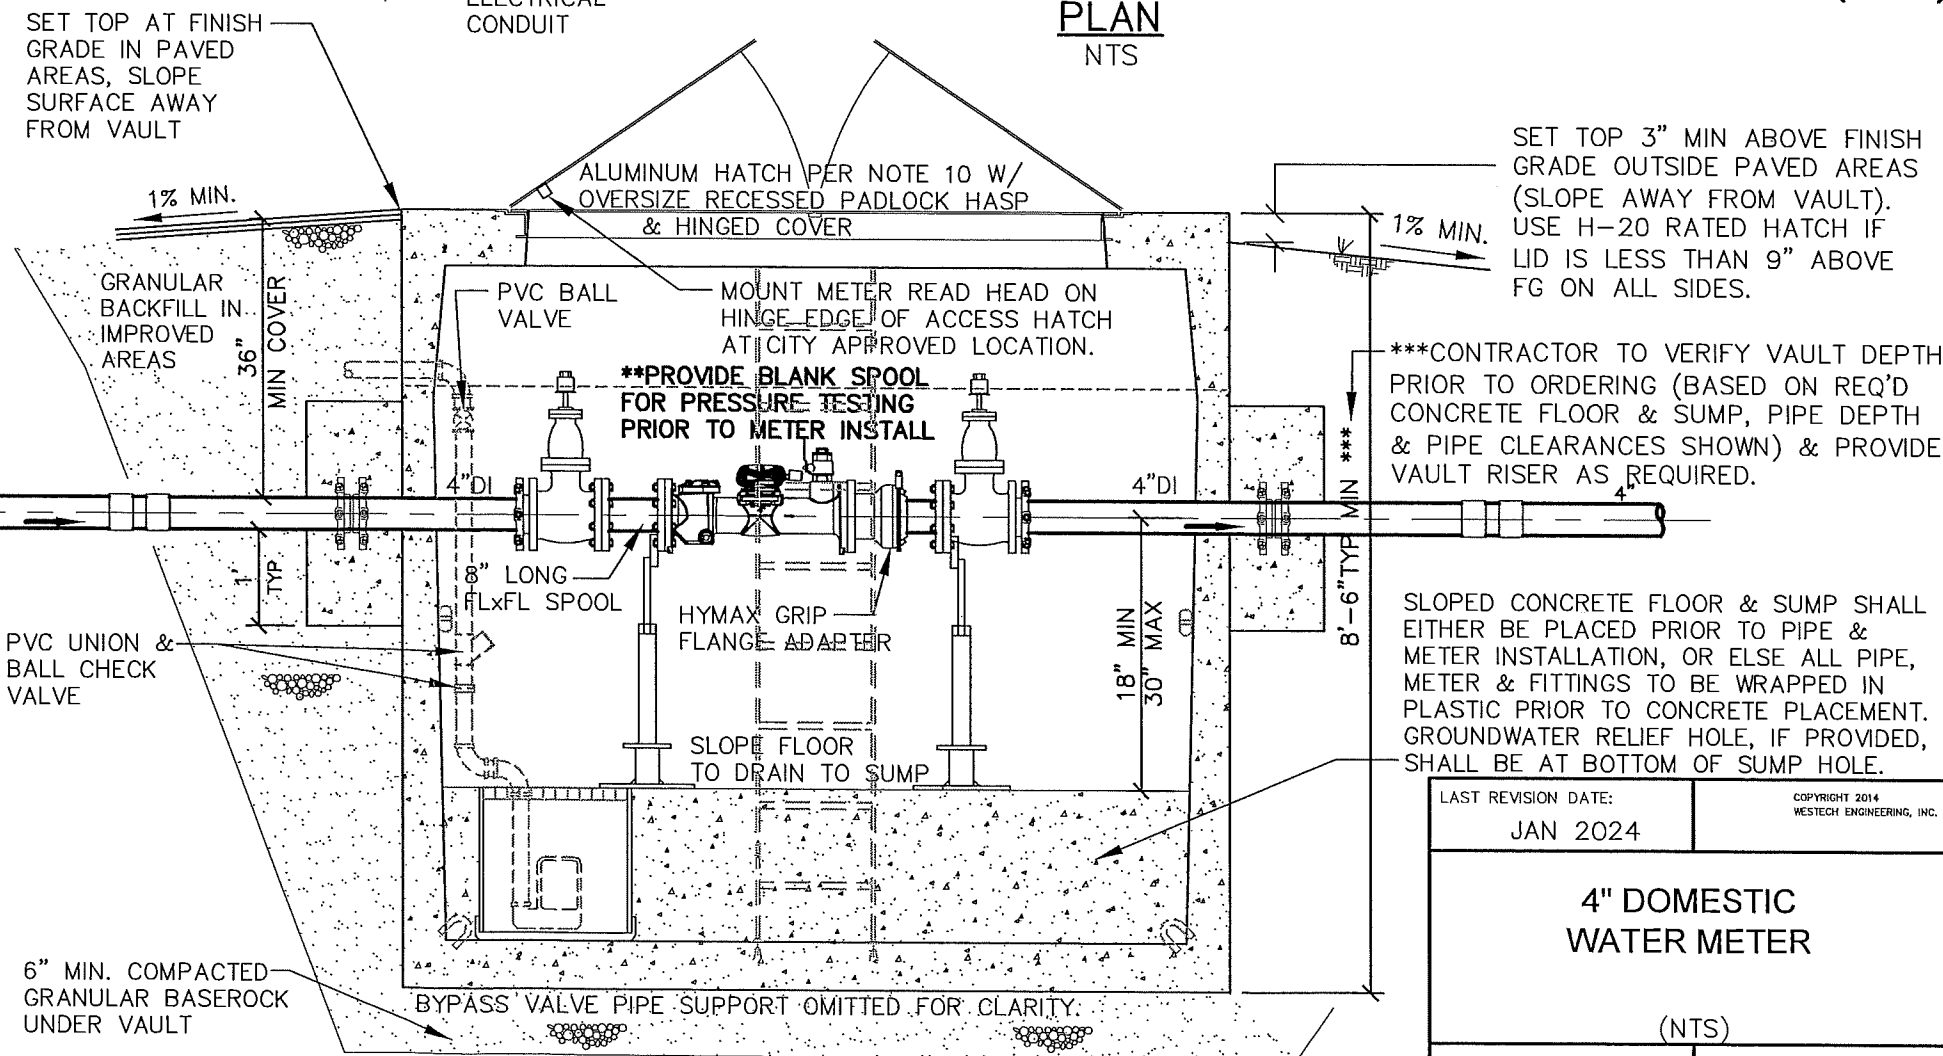 ELECTRICAL
CONDUIT
PLAN
NTS
SET TOP AT FINISH
GRADE IN PAVED
AREAS, SLOPE
SURFACE AWAY
FROM VAULT
1% MIN.
ALUMINUM HATCH PER NOTE 10 W/
OVERSIZE RECESSED PADLOCK HASP
& HINGED COVER
SET TOP 3" MIN ABOVE FINISH
GRADE OUTSIDE PAVED AREAS
(SLOPE AWAY FROM VAULT).
USE H-20 RATED HATCH IF
LID IS LESS THAN 9" ABOVE
FG ON ALL SIDES.
1% MIN.
GRANULAR
BACKFILL IN
IMPROVED
AREAS
36"
MIN COVER
PVC BALL
VALVE
MOUNT METER READ HEAD ON
HINGE EDGE OF ACCESS HATCH
AT CITY APPROVED LOCATION.
**PROVIDE BLANK SPOOL
FOR PRESSURE TESTING
PRIOR TO METER INSTALL
***CONTRACTOR TO VERIFY VAULT DEPTH
PRIOR TO ORDERING (BASED ON REQ'D
CONCRETE FLOOR & SUMP, PIPE DEPTH
& PIPE CLEARANCES SHOWN) & PROVIDE
VAULT RISER AS REQUIRED.
4"DI
4"DI
4"
8'-6"TYP MIN ***
1'
TYP
8" LONG
FLxFL SPOOL
HYMAX GRIP
FLANGE ADAPTER
18" MIN
30" MAX
PVC UNION &
BALL CHECK
VALVE
SLOPED CONCRETE FLOOR & SUMP SHALL
EITHER BE PLACED PRIOR TO PIPE &
METER INSTALLATION, OR ELSE ALL PIPE,
METER & FITTINGS TO BE WRAPPED IN
PLASTIC PRIOR TO CONCRETE PLACEMENT.
GROUNDWATER RELIEF HOLE, IF PROVIDED,
SHALL BE AT BOTTOM OF SUMP HOLE.
SLOPE FLOOR
TO DRAIN TO SUMP
6" MIN. COMPACTED
GRANULAR BASEROCK
UNDER VAULT
BYPASS VALVE PIPE SUPPORT OMITTED FOR CLARITY.
LAST REVISION DATE:
JAN 2024
COPYRIGHT 2014
WESTECH ENGINEERING, INC.
4" DOMESTIC
WATER METER
(NTS)